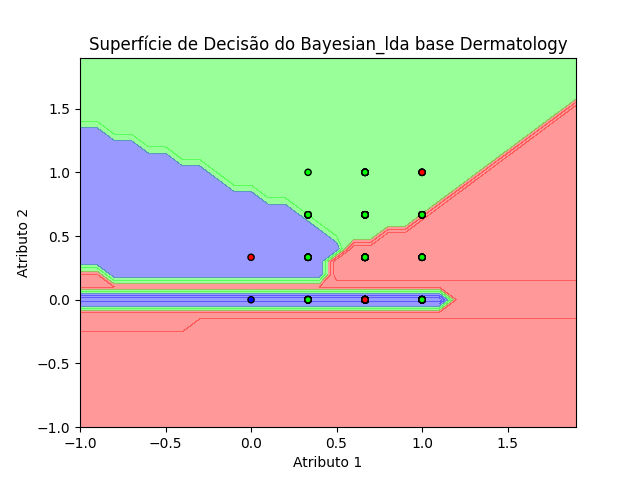 Superfície de Decisão do Bayesian_lda base Dermatology
1.5
1.0
0.5
0.0
−0.5
−1.0
Atributo 2
−1.0 −0.5 0.0 0.5 1.0 1.5
Atributo 1